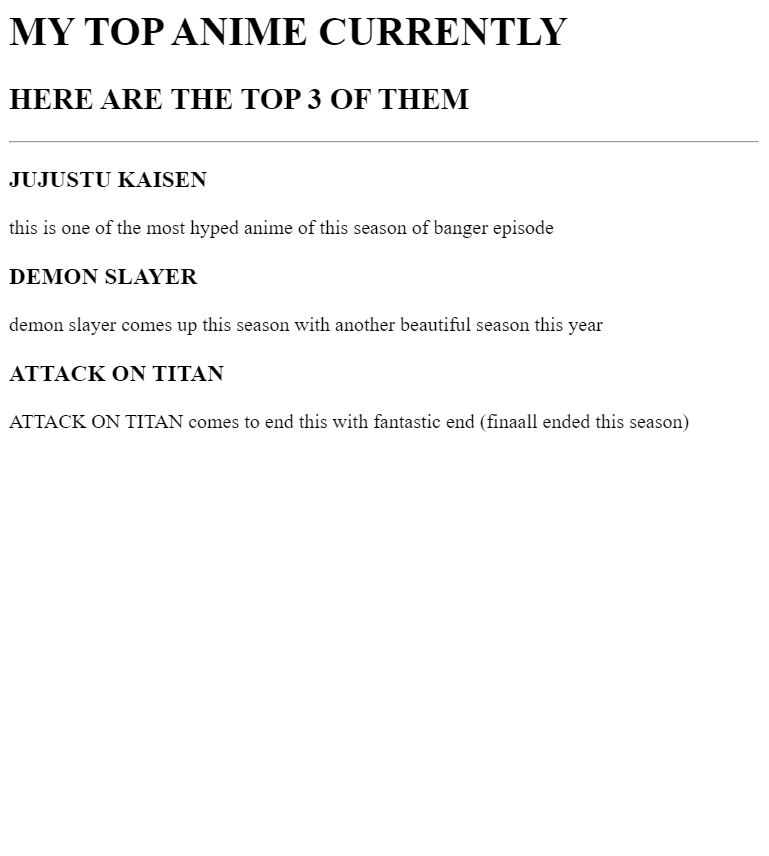 MY TOP ANIME CURRENTLY
HERE ARE THE TOP 3 OF THEM
JUJUSTU KAISEN
this is one of the most hyped anime of this season of banger episode
DEMON SLAYER
demon slayer comes up this season with another beautiful season this year
ATTACK ON TITAN
ATTACK ON TITAN comes to end this with fantastic end (finaall ended this season)